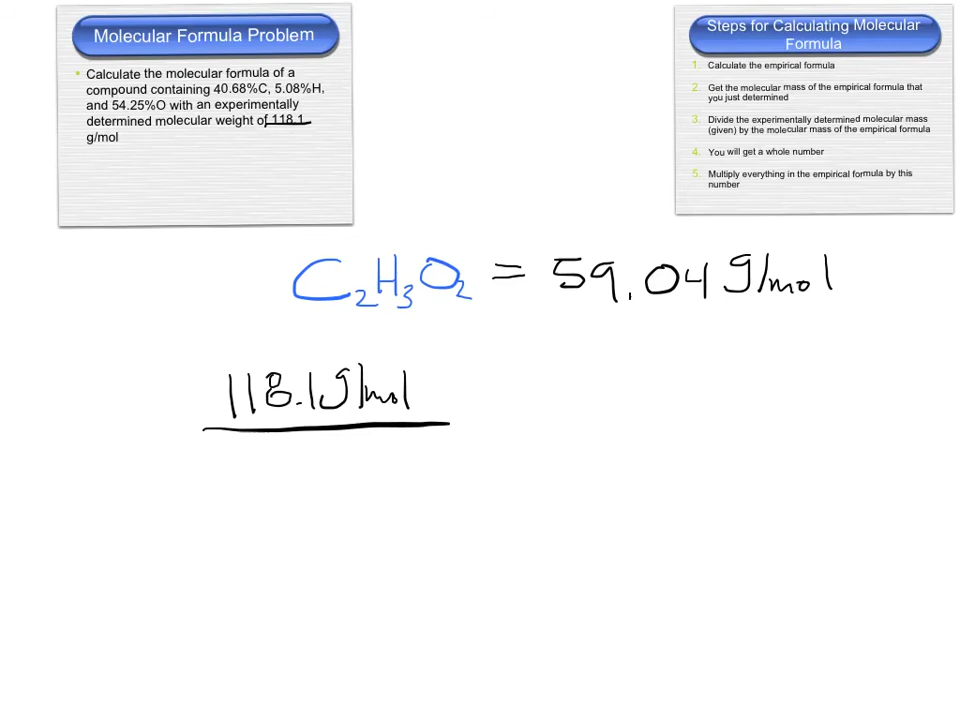 Molecular Formula Problem
• Calculate the molecular formula of a
compound containing 40.68%C, 5.08%H,
and 54.25%O with an experimentally
determined molecular weight of 118.1
g/mol
Steps for Calculating Molecular
Formula
1. Calculate the empirical formula
2. Get the molecular mass of the empirical formula that
you just determined
3. Divide the experimentally determined molecular mass
(given) by the molecular mass of the empirical formula
4. You will get a whole number
5. Multiply everything in the empirical formula by this
number
C₂H₃O₂ = 59.04 g/mol
118.1 g/mol